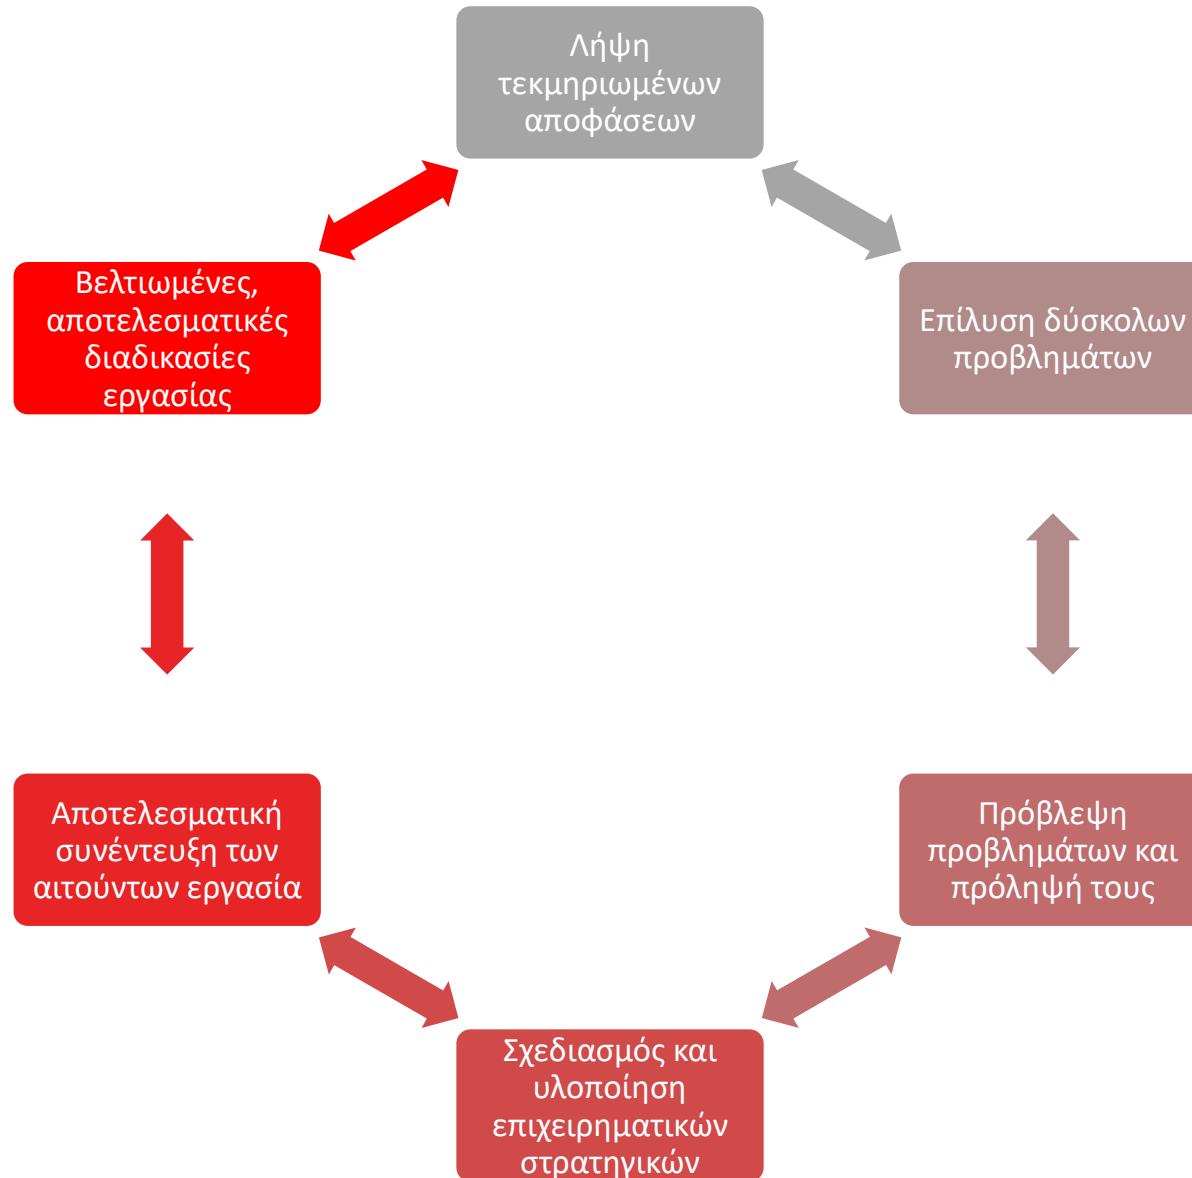 Λήψη
τεκμηριωμένων
αποφάσεων
Επίλυση δύσκολων
προβλημάτων
Πρόβλεψη
προβλημάτων και
πρόληψή τους
Σχεδιασμός και
υλοποίηση
επιχειρηματικών
στρατηγικών
Αποτελεσματική
συνέντευξη των
αιτούντων εργασία
Βελτιωμένες,
αποτελεσματικές
διαδικασίες
εργασίας